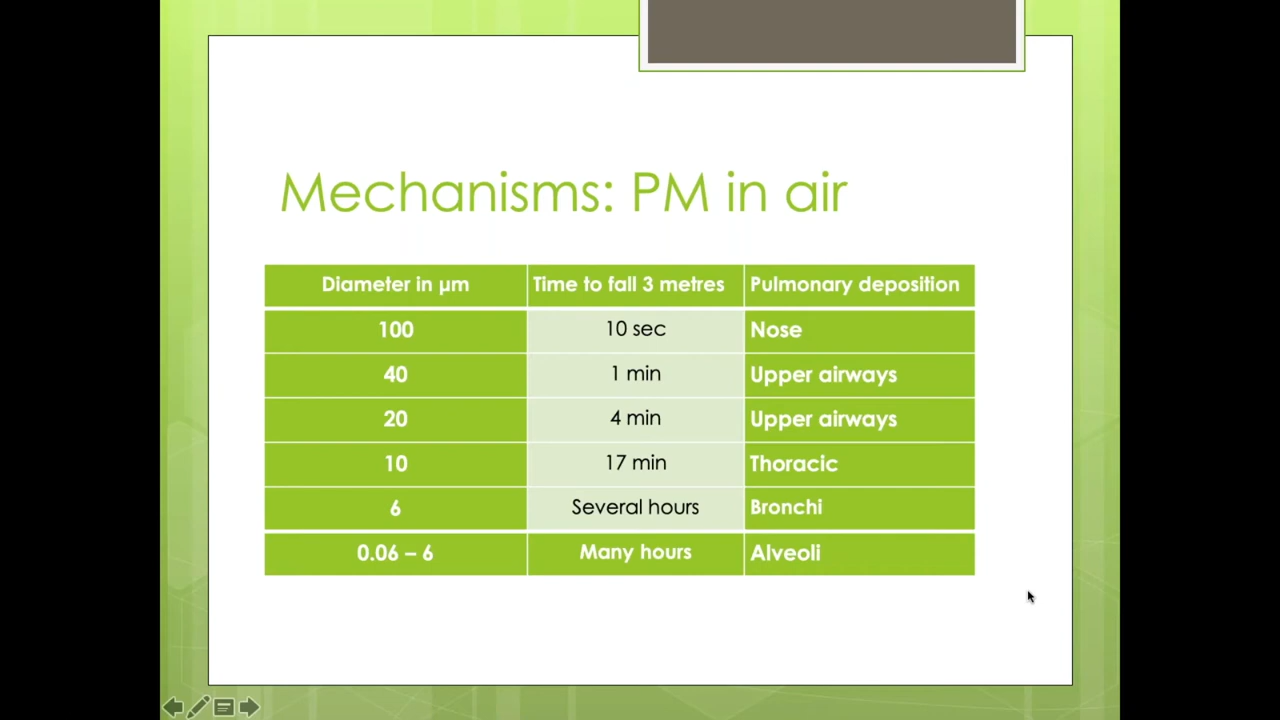 Mechanisms: PM in air
Diameter in µm Time to fall 3 metres Pulmonary deposition
100 10 sec Nose
40 1 min Upper airways
20 4 min Upper airways
10 17 min Thoracic
6 Several hours Bronchi
0.06 – 6 Many hours Alveoli